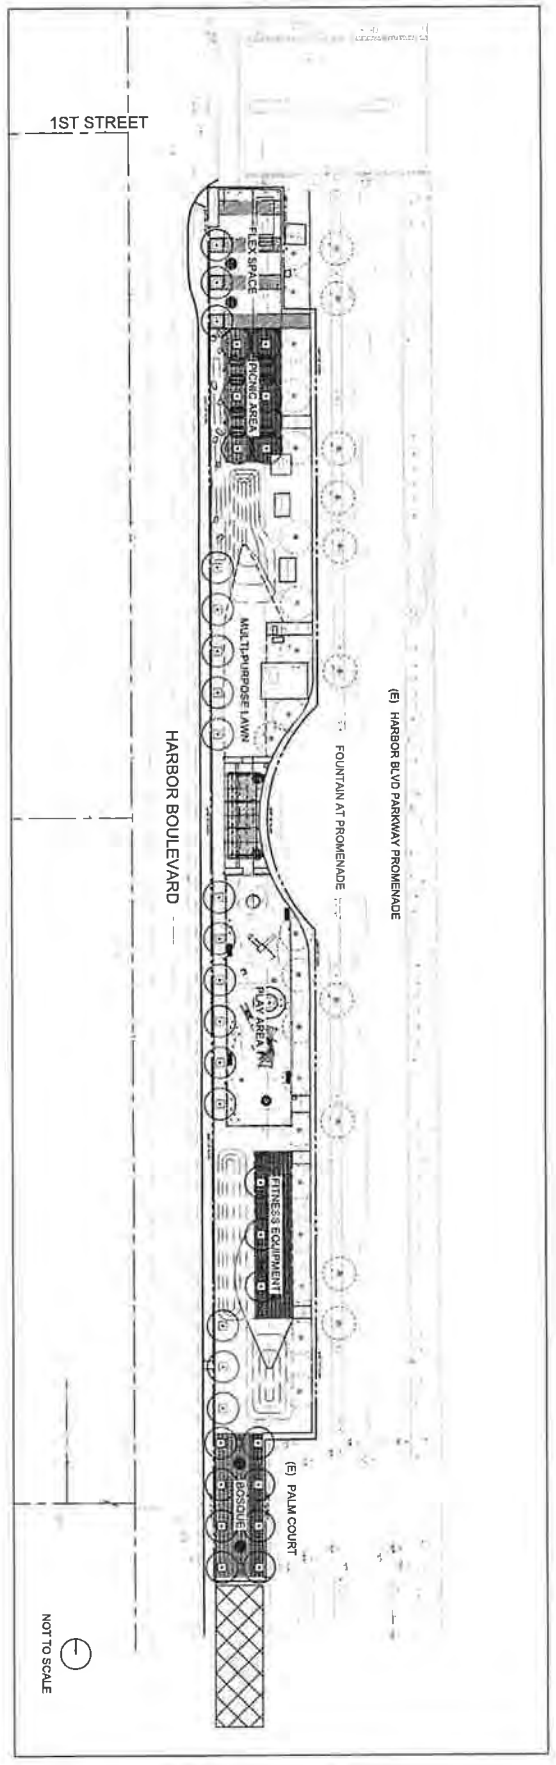 1ST STREET
FLEX SPACE
PICNIC AREA
MULTI-PURPOSE LAWN
HARBOR BOULEVARD
(E) HARBOR BLVD PARKWAY PROMENADE
FOUNTAIN AT PROMENADE
PLAY AREA
FITNESS EQUIPMENT
(E) PALM COURT
BOSQUE
NOT TO SCALE